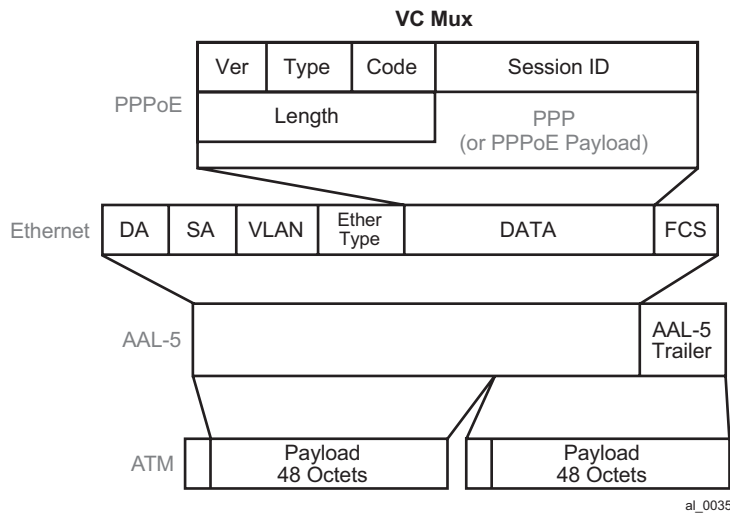 VC Mux
Ver Type Code Session ID
PPPoE
Length PPP
(or PPPoE Payload)
Ethernet DA SA VLAN Ether
Type DATA FCS
AAL-5 AAL-5
Trailer
ATM Payload
48 Octets Payload
48 Octets
al_0035